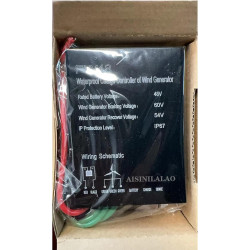 Waterproof Charge Controller of Wind Generator
Rated Battery Voltage: 48V
Wind Generator Braking Voltage: 60V
Wind Generator Recover Voltage: 54V
IP Protection Level: IP67
Wiring Schematic
AISINILALAO